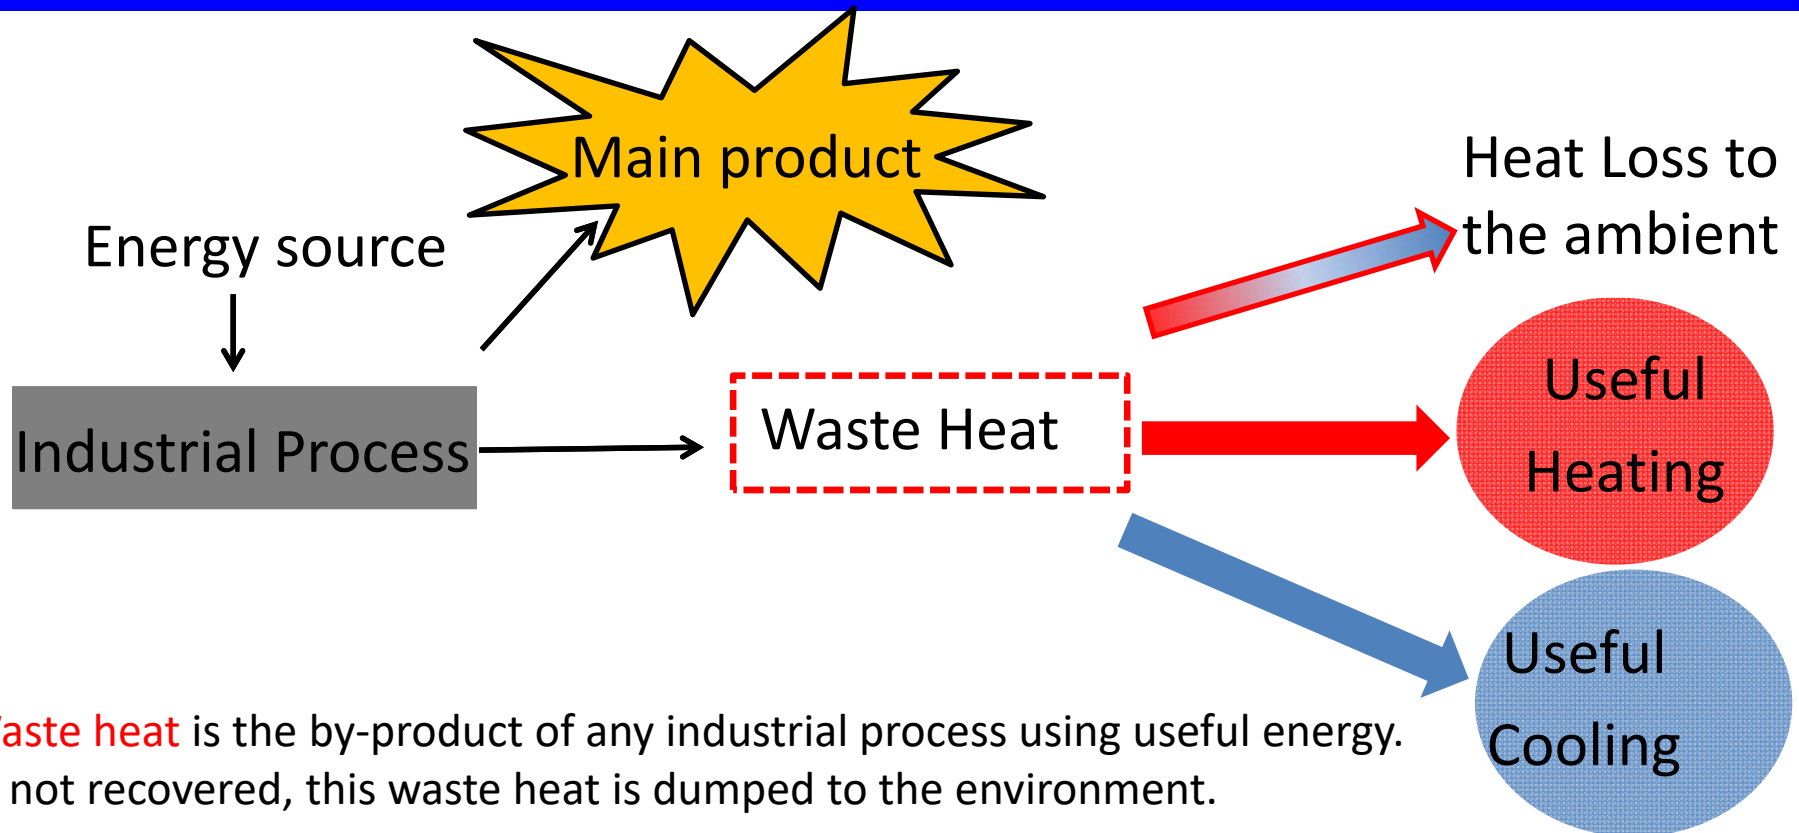 Main product
Heat Loss to
the ambient
Energy source
Useful
Heating
Industrial Process
Waste Heat
Useful
Cooling
aste heat is the by-product of any industrial process using useful energy.
not recovered, this waste heat is dumped to the environment.